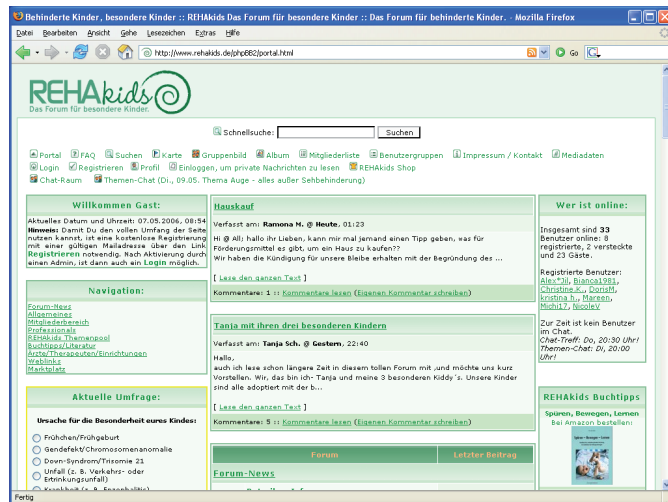 Behinderte Kinder, besondere Kinder :: REHAkids Das Forum für besondere Kinder :: Das Forum für behinderte Kinder. - Mozilla Firefox
Datei Bearbeiten Ansicht Gehe Lesezeichen Extras Hilfe
http://www.rehakids.de/phpBB2/portal.html
Go
REHAkids
Das Forum für besondere Kinder.
Schnellsuche: Suchen
Portal FAQ Suchen Karte Gruppenbild Album Mitgliederliste Benutzergruppen Impressum / Kontakt Mediadaten
Login Registrieren Profil Einloggen, um private Nachrichten zu lesen REHAkids Shop
Chat-Raum Themen-Chat (Di., 09.05. Thema Auge - alles außer Sehbehinderung)
Willkommen Gast:
Aktuelles Datum und Uhrzeit: 07.05.2006, 08:54
Hinweis: Damit Du den vollen Umfang der Seite
nutzen kannst, ist eine kostenlose Registrierung
mit einer gültigen Mailadresse über den Link
Registrieren notwendig. Nach Aktivierung durch
einen Admin, ist dann auch ein Login möglich.
Navigation:
Forum-News
Allgemeines
Mitgliederbereich
Professionals
REHAkids Themenpool
Buchtipps/Literatur
Ärzte/Therapeuten/Einrichtungen
Weblinks
Marktplatz
Aktuelle Umfrage:
Ursache für die Besonderheit eures Kindes:
Frühchen/Frühgeburt
Gendefekt/Chromosomenanomalie
Down-Syndrom/Trisomie 21
Unfall (z. B. Verkehrs- oder
Ertrinkungsunfall)
Krankheit (z. B. Enzephalitis)
Hauskauf
Verfasst am: Ramona M. @ Heute, 01:23
Hi @ All; hallo ihr Lieben, kann mir mal jemand einen Tipp geben, was für
Fördersmittel es gibt, um ein Haus zu kaufen??
Wir haben die Kündigung für unsere Bleibe erhalten mit der Begründung des ...
[ Lese den ganzen Text ]
Kommentare: 1 :: Kommentare lesen (Eigenen Kommentar schreiben)
Tanja mit ihren drei besonderen Kindern
Verfasst am: Tanja Sch. @ Gestern, 22:40
Hallo,
auch ich lese schon längere Zeit in diesem tollen Forum mit ,und möchte uns kurz
Vorstellen. Wir, das bin ich- Tanja und meine 3 besonderen Kiddy´s. Unsere Kinder
sind alle adoptiert mit der b...
[ Lese den ganzen Text ]
Kommentare: 5 :: Kommentare lesen (Eigenen Kommentar schreiben)
Forum Letzter Beitrag
Forum-News
Wer ist online:
Insgesamt sind 33
Benutzer online: 8
registrierte, 2 versteckte
und 23 Gäste.
Registrierte Benutzer:
Alex*Jil, Bianca1981,
Christine.K., DorisM,
kristina h., Mareen,
Michi17, NicoleV
Zur Zeit ist kein Benutzer
im Chat.
Chat-Treff: Do, 20:30 Uhr!
Themen-Chat: Di, 20:00
Uhr!
REHAkids Buchtipps
Spüren, Bewegen, Lernen
Bei Amazon bestellen:
Fertig